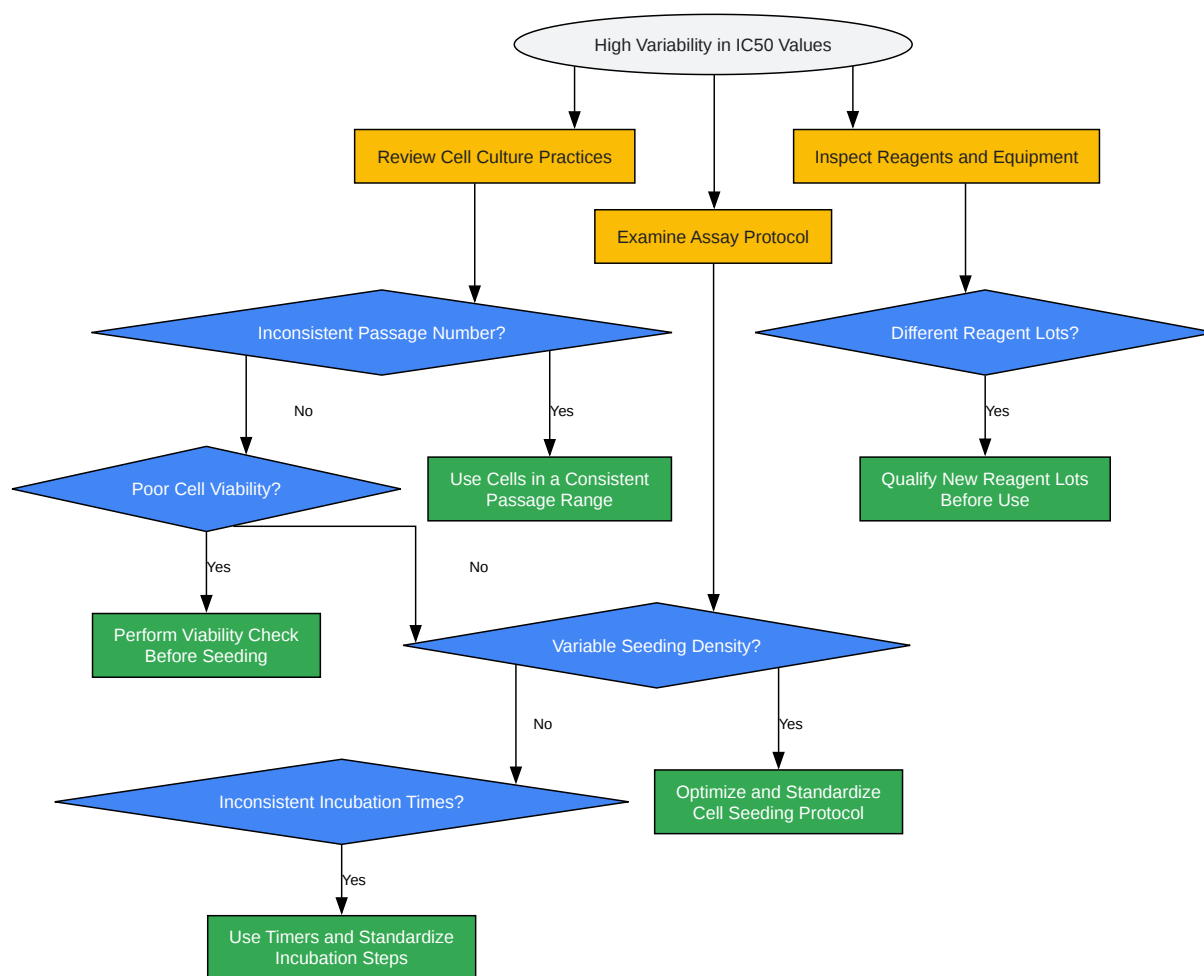 High Variability in IC50 Values
Review Cell Culture Practices
Inspect Reagents and Equipment
Examine Assay Protocol
Inconsistent Passage Number?
Different Reagent Lots?
No
Yes
Yes
Poor Cell Viability?
Use Cells in a Consistent
Passage Range
Qualify New Reagent Lots
Before Use
Yes
No
Perform Viability Check
Before Seeding
Variable Seeding Density?
No
Yes
Inconsistent Incubation Times?
Optimize and Standardize
Cell Seeding Protocol
Yes
Use Timers and Standardize
Incubation Steps